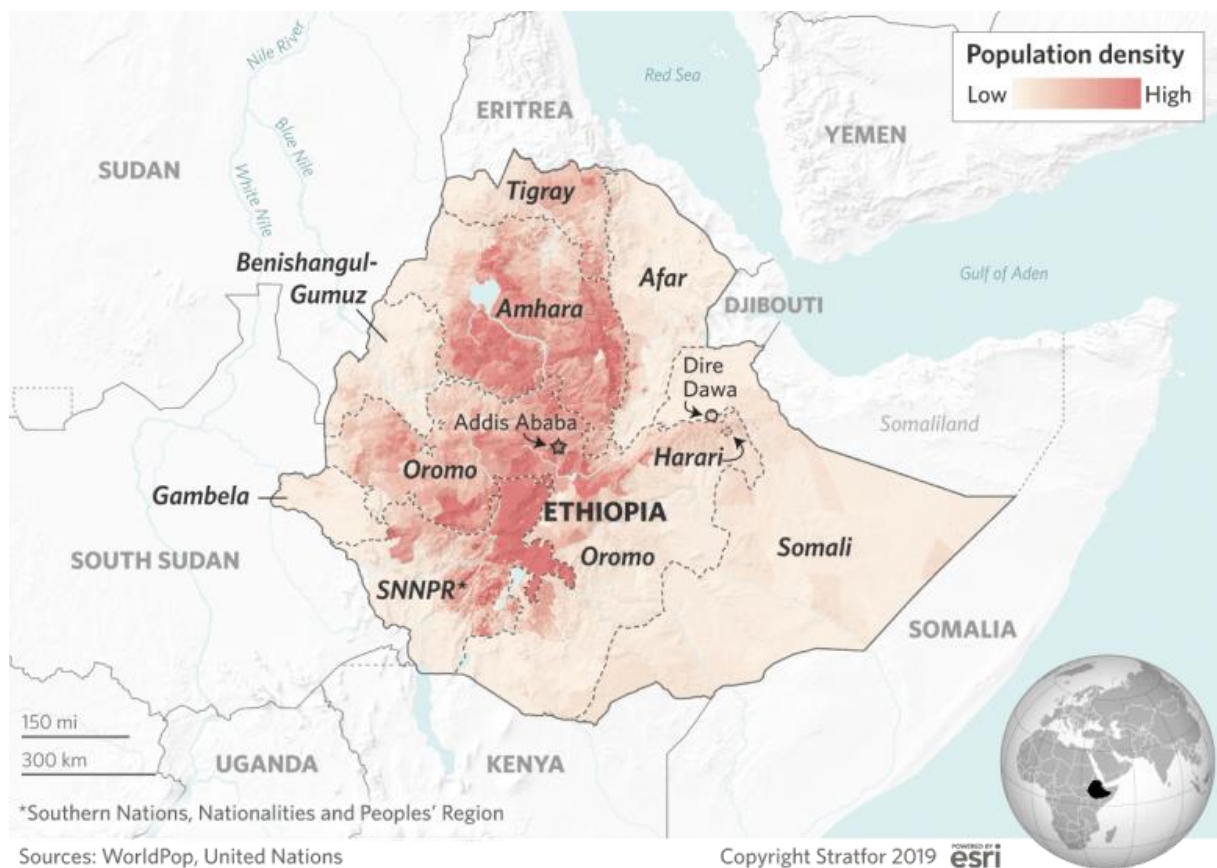 Population density
Low
High
Nile River
Blue Nile
White Nile
Red Sea
Gulf of Aden
SUDAN
ERITREA
YEMEN
DJIBOUTI
Somaliland
SOMALIA
SOUTH SUDAN
UGANDA
KENYA
Tigray
Benishangul-
Gumuz
Amhara
Afar
Dire
Dawa
Addis Ababa
Oromo
Harari
Gambela
ETHIOPIA
Oromo
Somali
SNNPR*
150 mi
300 km
*Southern Nations, Nationalities and Peoples' Region
Sources: WorldPop, United Nations
Copyright Stratfor 2019
POWERED BY
esri